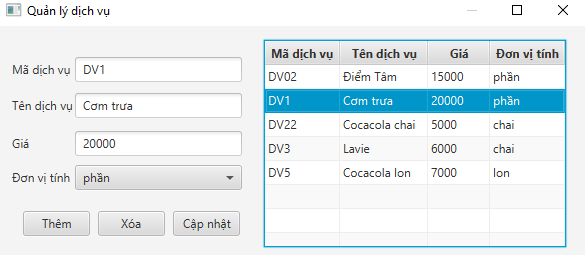 Quản lý dịch vụ
Mã dịch vụ DV1
Tên dịch vụ Cơm trưa
Giá 20000
Đơn vị tính phần
Thêm Xóa Cập nhật
Mã dịch vụ Tên dịch vụ Giá Đơn vị tính
DV02 Điểm Tâm 15000 phần
DV1 Cơm trưa 20000 phần
DV22 Cocacola chai 5000 chai
DV3 Lavie 6000 chai
DV5 Cocacola lon 7000 lon